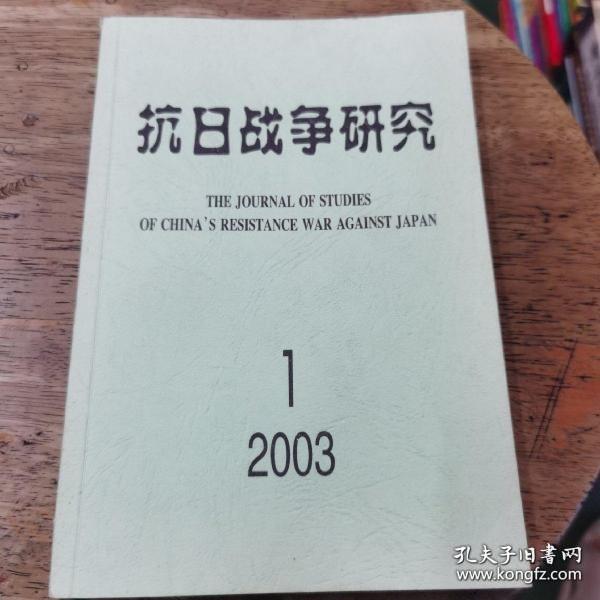 抗日战争研究
THE JOURNAL OF STUDIES
OF CHINA'S RESISTANCE WAR AGAINST JAPAN
1
2003
孔夫子旧書网
www.kongfz.com